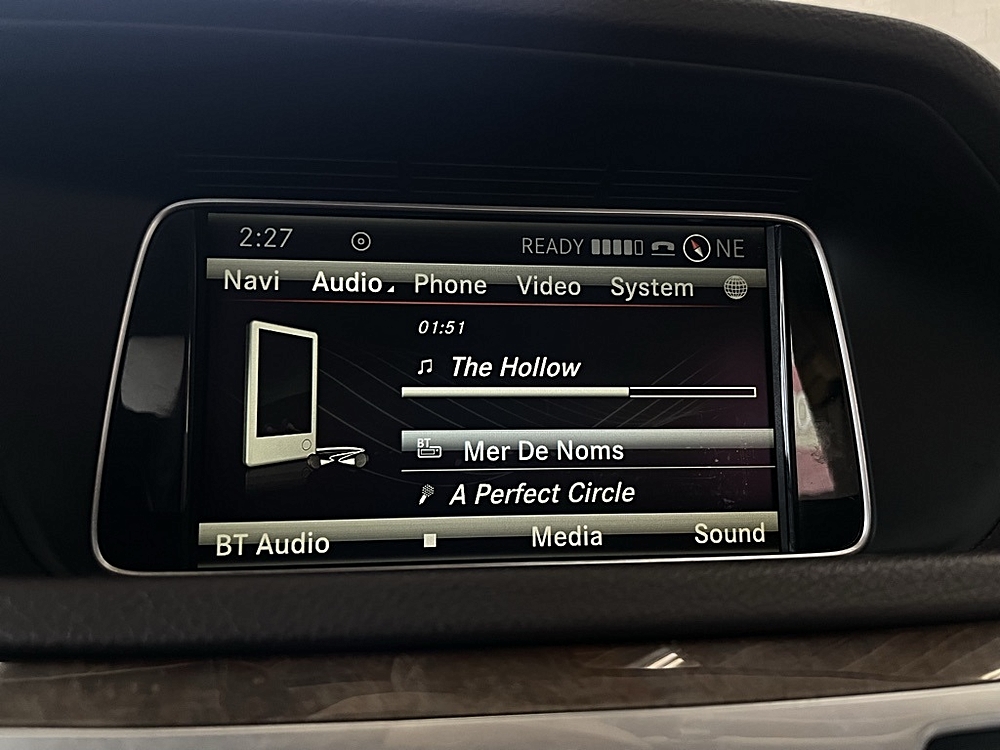 2:27 READY NE
Navi Audio Phone Video System
01:51
The Hollow
BT Mer De Noms
A Perfect Circle
BT Audio Media Sound